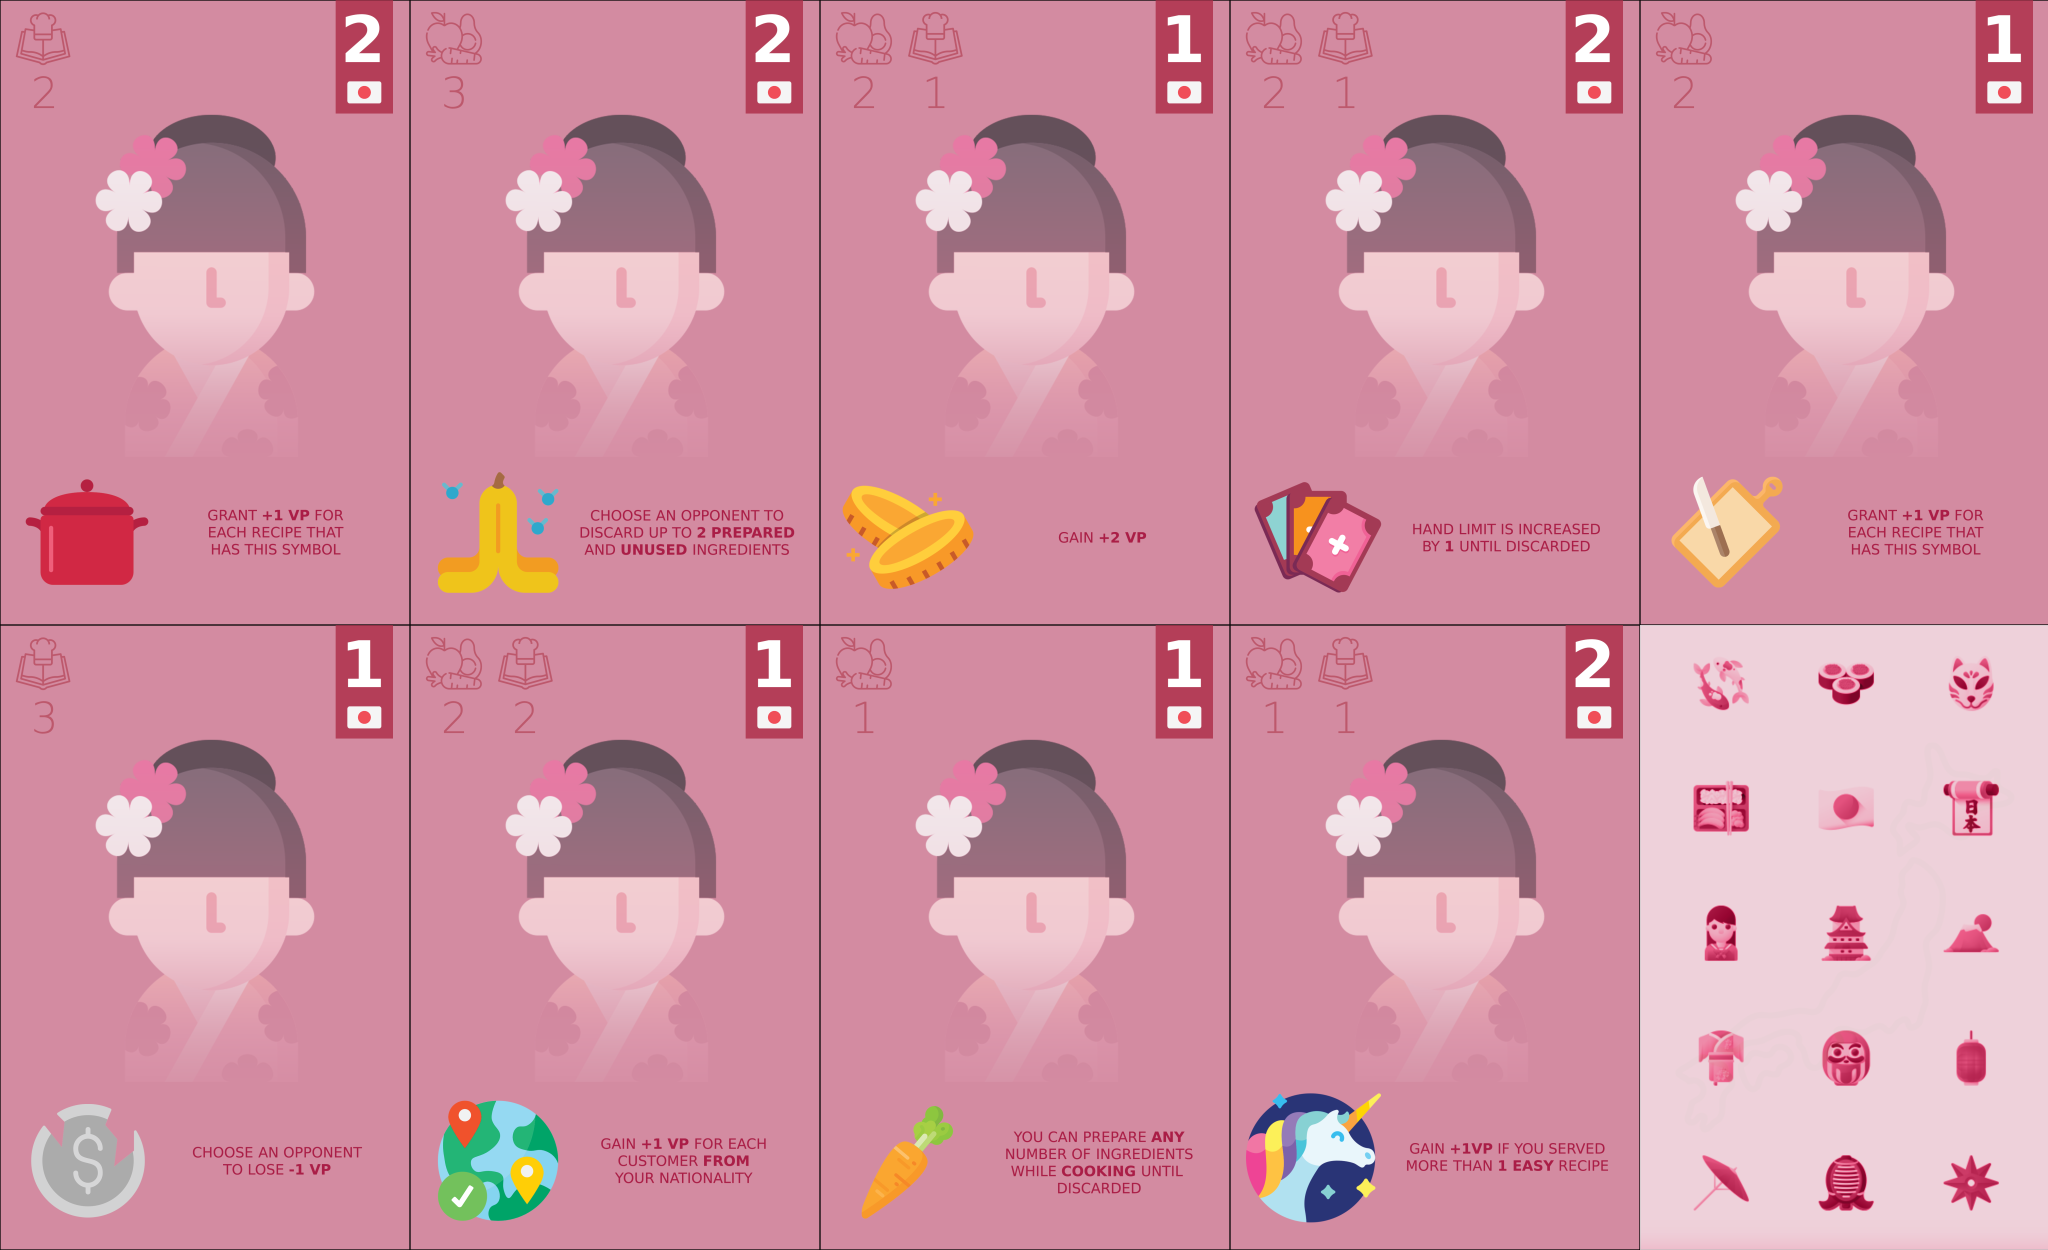 2
2
GRANT +1 VP FOR
EACH RECIPE THAT
HAS THIS SYMBOL
3
2
CHOOSE AN OPPONENT TO
DISCARD UP TO 2 PREPARED
AND UNUSED INGREDIENTS
2 1
1
GAIN +2 VP
2 1
2
HAND LIMIT IS INCREASED
BY 1 UNTIL DISCARDED
2
1
GRANT +1 VP FOR
EACH RECIPE THAT
HAS THIS SYMBOL
3
1
$
CHOOSE AN OPPONENT
TO LOSE -1 VP
2 2
1
GAIN +1 VP FOR EACH
CUSTOMER FROM
YOUR NATIONALITY
1
1
YOU CAN PREPARE ANY
NUMBER OF INGREDIENTS
WHILE COOKING UNTIL
DISCARDED
1 1
2
GAIN +1VP IF YOU SERVED
MORE THAN 1 EASY RECIPE
日
本